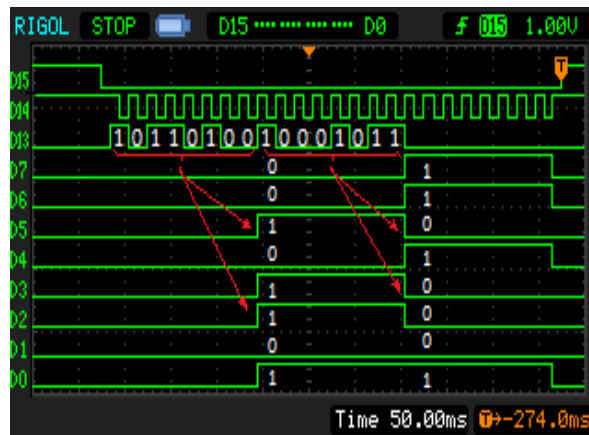 RIGOL STOP D15 ···· ···· ···· ···· D0 D15 1.00V
T
D15
D14
D13 1 0 1 1 0 1 0 0 1 0 0 0 1 0 1 1
D7 0 1
D6 0 1
D5 1 0
D4 0 1
D3 1 0
D2 1 0
D1 0 0
D0 1 1
Time 50.00ms T→-274.0ms